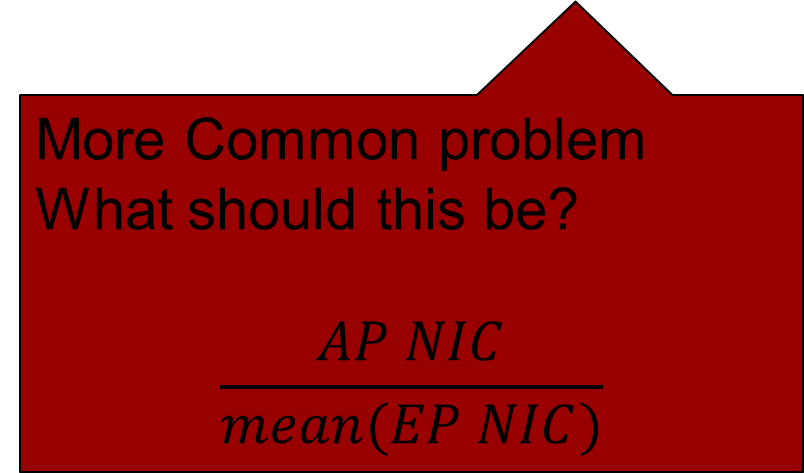 More Common problem
What should this be?
AP NIC
mean(EP NIC)